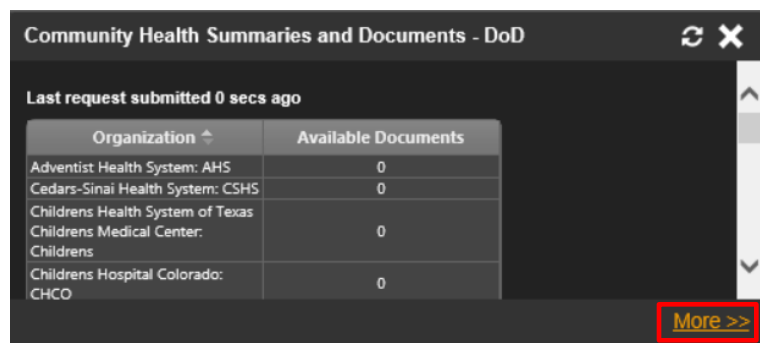 Community Health Summaries and Documents - DoD
Last request submitted 0 secs ago
Organization Available Documents
Adventist Health System: AHS 0
Cedars-Sinai Health System: CSHS 0
Childrens Health System of Texas
Childrens Medical Center: 0
Childrens
Childrens Hospital Colorado: 0
CHCO
More >>